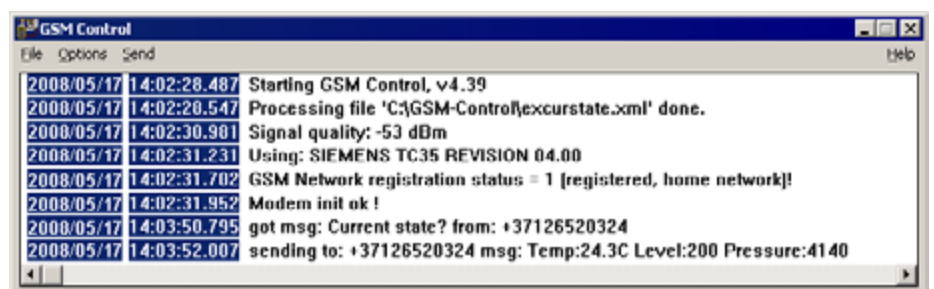 GSM Control
File Options Send Help
2008/05/17 14:02:28.487 Starting GSM Control, v4.39
2008/05/17 14:02:28.547 Processing file 'C:\GSM-Control\excurstate.xml' done.
2008/05/17 14:02:30.981 Signal quality: -53 dBm
2008/05/17 14:02:31.231 Using: SIEMENS TC35 REVISION 04.00
2008/05/17 14:02:31.702 GSM Network registration status = 1 (registered, home network)!
2008/05/17 14:02:31.952 Modem init ok !
2008/05/17 14:03:50.795 got msg: Current state? from: +37126520324
2008/05/17 14:03:52.007 sending to: +37126520324 msg: Temp:24.3C Level:200 Pressure:4140